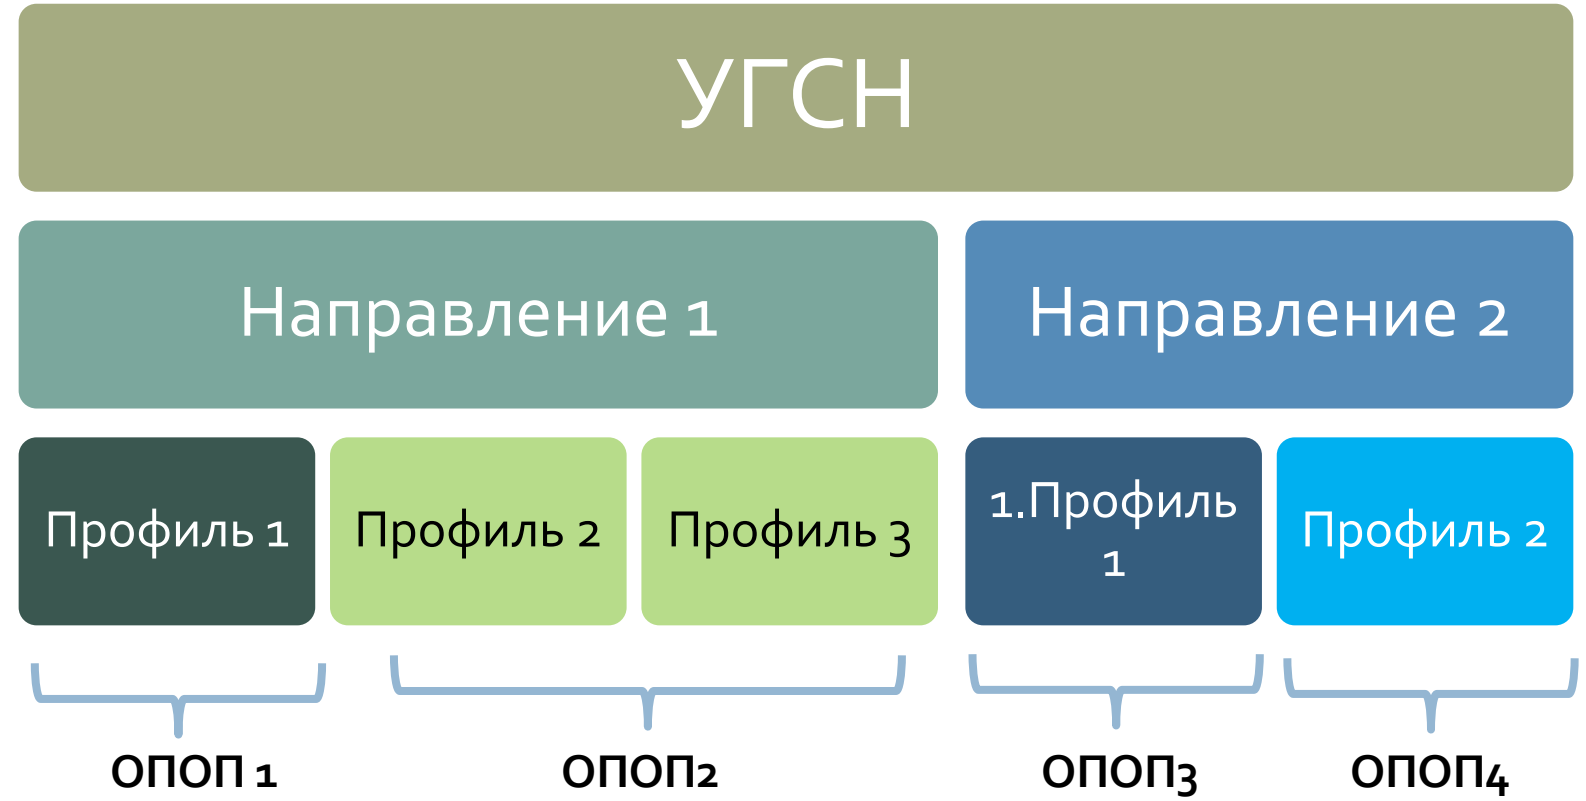 УГСН
Направление 1
Направление 2
Профиль 1
Профиль 2
Профиль 3
1.Профиль
1
Профиль 2
ОПОП 1
ОПОП2
ОПОП3
ОПОП4